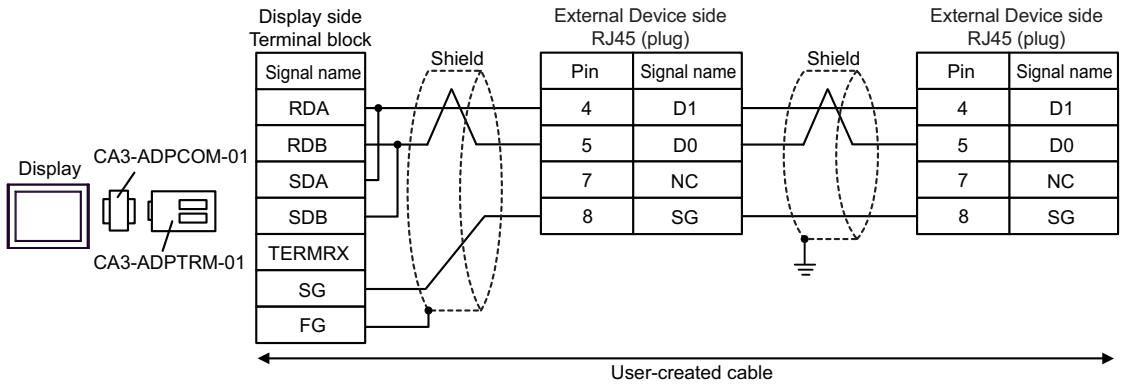 Display side
Terminal block
External Device side
RJ45 (plug)
External Device side
RJ45 (plug)
Signal name
Shield
Pin
Signal name
Shield
Pin
Signal name
RDA
4
D1
4
D1
RDB
5
D0
5
D0
SDA
7
NC
7
NC
SDB
8
SG
8
SG
TERMRX
SG
FG
Display
CA3-ADPCOM-01
CA3-ADPTRM-01
User-created cable